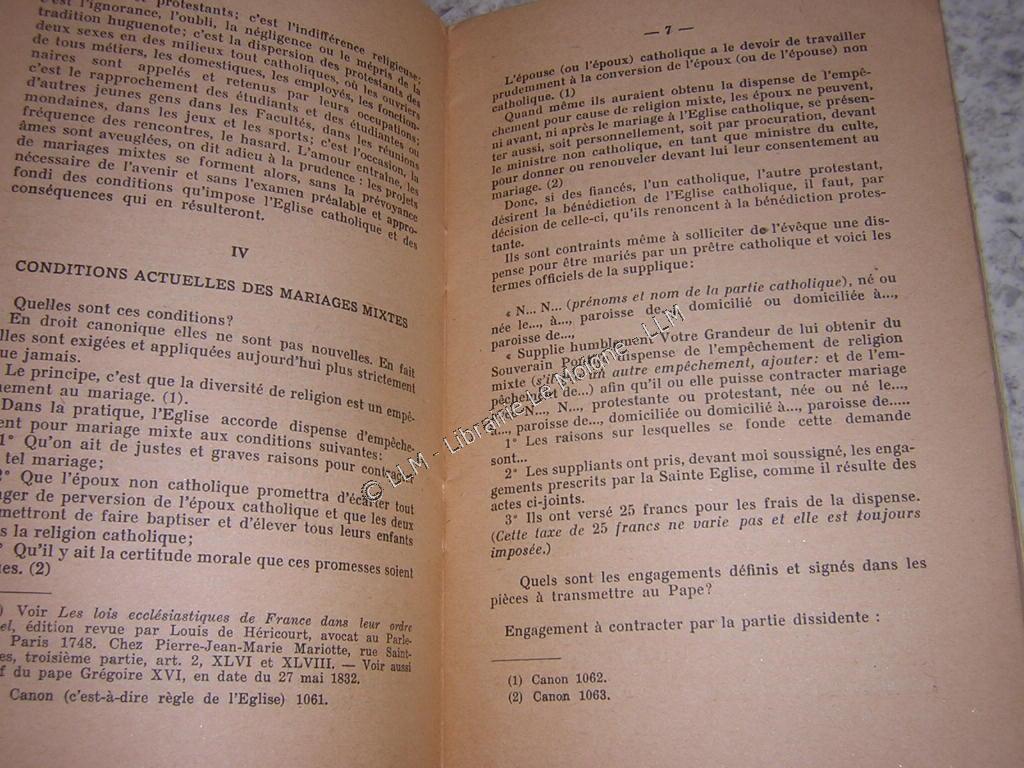 protestants; c'est l'indifférence religieuse;
c'est l'ignorance, l'oubli, la négligence ou le mépris de la
tradition huguenote; c'est la dispersion des protestants des
deux sexes en des milieux tout catholiques, où les ouvriers
de tous métiers, les domestiques, les employés, les fonction-
naires sont appelés et retenus par leurs occupations;
c'est le rapprochement des étudiants et des étudiantes ou
d'autres jeunes gens dans les Facultés, dans les réunions
mondaines, dans les jeux et les sports; c'est l'occasion, la
fréquence des rencontres, le hasard. L'amour entraîne, les
âmes sont aveuglées, on dit adieu à la prudence : les projets
de mariages mixtes se forment alors, sans la prévoyance
nécessaire de l'avenir et sans l'examen préalable et appro-
fondi des conditions qu'impose l'Eglise catholique et des
conséquences qui en résulteront.
IV
CONDITIONS ACTUELLES DES MARIAGES MIXTES
Quelles sont ces conditions?
En droit canonique elles ne sont pas nouvelles. En fait
elles sont exigées et appliquées aujourd'hui plus strictement
que jamais.
Le principe, c'est que la diversité de religion est un empê-
chement au mariage. (1).
Dans la pratique, l'Eglise accorde dispense d'empêche-
ment pour mariage mixte aux conditions suivantes:
1° Qu'on ait de justes et graves raisons pour contracter
tel mariage;
2° Que l'époux non catholique promettra d'écarter tout
danger de perversion de l'époux catholique et que les deux
promettront de faire baptiser et d'élever tous leurs enfants
dans la religion catholique;
° Qu'il y ait la certitude morale que ces promesses soient
ues. (2)
) Voir Les lois ecclésiastiques de France dans leur ordre
el, édition revue par Louis de Héricourt, avocat au Parle-
Paris 1748. Chez Pierre-Jean-Marie Mariotte, rue Saint-
es, troisième partie, art. 2, XLVI et XLVIII. — Voir aussi
f du pape Grégoire XVI, en date du 27 mai 1832.
Canon (c'est-à-dire règle de l'Eglise) 1061.
— 7 —
L'épouse (ou l'époux) catholique a le devoir de travailler
prudemment à la conversion de l'époux (ou de l'épouse) non
catholique. (1)
Quand même ils auraient obtenu la dispense de l'empê-
chement pour cause de religion mixte, les époux ne peuvent,
ni avant, ni après le mariage à l'Eglise catholique, se présen-
ter aussi, soit personnellement, soit par procuration, devant
le ministre non catholique, en tant que ministre du culte,
pour donner ou renouveler devant lui leur consentement au
mariage. (2)
Donc, si des fiancés, l'un catholique, l'autre protestant,
désirent la bénédiction de l'Eglise catholique, il faut, par
décision de celle-ci, qu'ils renoncent à la bénédiction protes-
tante.
Ils sont contraints même à solliciter de l'évêque une dis-
pense pour être mariés par un prêtre catholique et voici les
termes officiels de la supplique:
« N... N... (prénoms et nom de la partie catholique), né ou
née le..., à..., paroisse de..., domicilié ou domiciliée à...,
paroisse de...,
« Supplie humblement Votre Grandeur de lui obtenir du
Souverain Pontife dispense de l'empêchement de religion
mixte (s'il y a un autre empêchement, ajouter: et de l'em-
pêchement de...) afin qu'il ou elle puisse contracter mariage
N..., N..., protestante ou protestant, née ou né le...,
à..., paroisse de.., domiciliée ou domicilié à..., paroisse de.....
1° Les raisons sur lesquelles se fonde cette demande
sont...
2° Les suppliants ont pris, devant moi soussigné, les enga-
gements prescrits par la Sainte Eglise, comme il résulte des
actes ci-joints.
3° Ils ont versé 25 francs pour les frais de la dispense.
(Cette taxe de 25 francs ne varie pas et elle est toujours
imposée.)
Quels sont les engagements définis et signés dans les
pièces à transmettre au Pape?
Engagement à contracter par la partie dissidente :
(1) Canon 1062.
(2) Canon 1063.
© LLM - Librairie Le Moigne - LLM